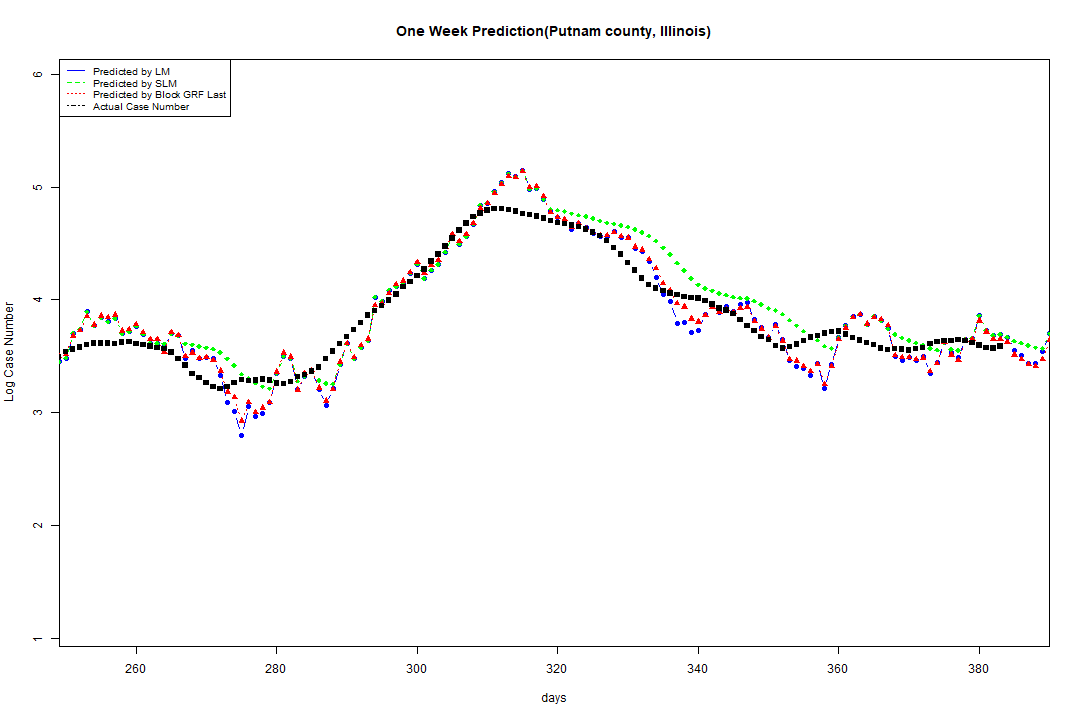 One Week Prediction(Putnam county, Illinois)
Predicted by LM
Predicted by SLM
Predicted by Block GRF Last
Actual Case Number
6
5
4
3
2
1
Log Case Number
260 280 300 320 340 360 380
days